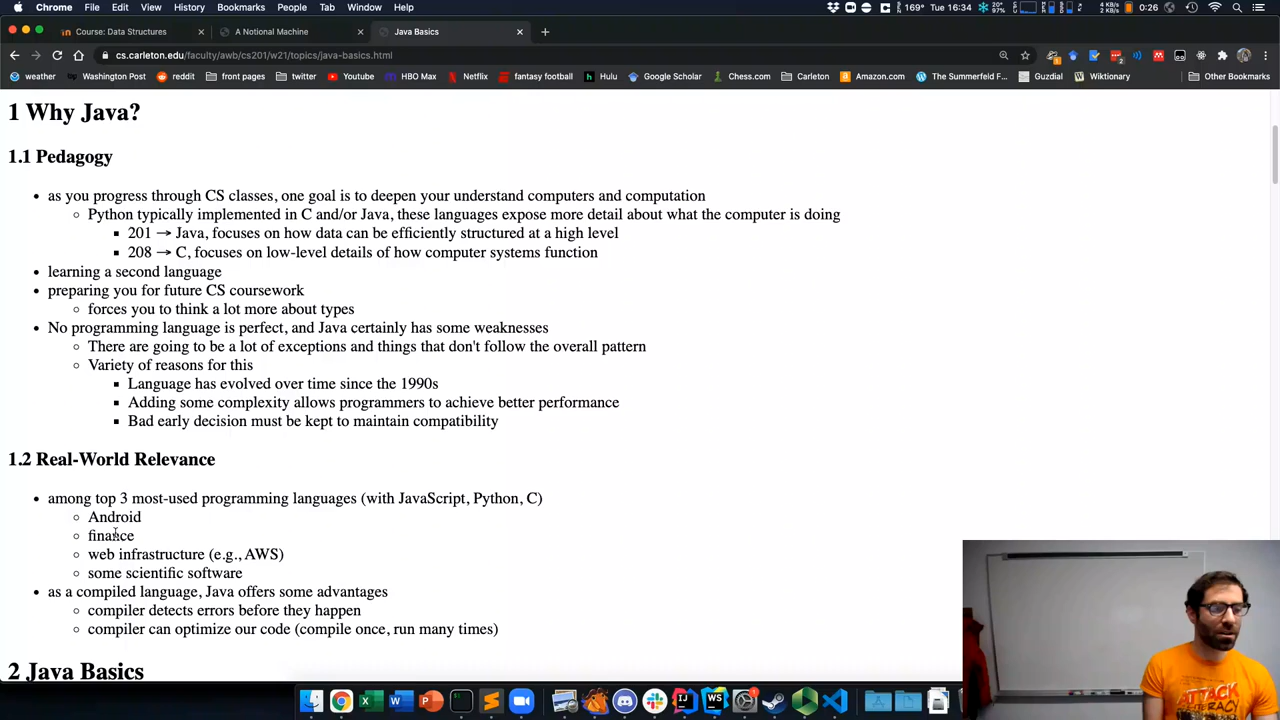 Chrome File Edit View History Bookmarks People Tab Window Help 169° Tue 16:34 20° 97% 4 KB/s 2 KB/s 0:26
Course: Data Structures × A Notional Machine × Java Basics × +
cs.carleton.edu/faculty/awb/cs201/w21/topics/java-basics.html
weather Washington Post reddit front pages twitter Youtube HBO Max Netflix fantasy football Hulu Google Scholar Chess.com Carleton Amazon.com The Summerfeld F... Guzdial Wiktionary Other Bookmarks
1 Why Java?
1.1 Pedagogy
• as you progress through CS classes, one goal is to deepen your understand computers and computation
◦ Python typically implemented in C and/or Java, these languages expose more detail about what the computer is doing
▪ 201 → Java, focuses on how data can be efficiently structured at a high level
▪ 208 → C, focuses on low-level details of how computer systems function
• learning a second language
• preparing you for future CS coursework
◦ forces you to think a lot more about types
• No programming language is perfect, and Java certainly has some weaknesses
◦ There are going to be a lot of exceptions and things that don't follow the overall pattern
◦ Variety of reasons for this
▪ Language has evolved over time since the 1990s
▪ Adding some complexity allows programmers to achieve better performance
▪ Bad early decision must be kept to maintain compatibility
1.2 Real-World Relevance
• among top 3 most-used programming languages (with JavaScript, Python, C)
◦ Android
◦ finance
◦ web infrastructure (e.g., AWS)
◦ some scientific software
• as a compiled language, Java offers some advantages
◦ compiler detects errors before they happen
◦ compiler can optimize our code (compile once, run many times)
2 Java Basics
ATTACK